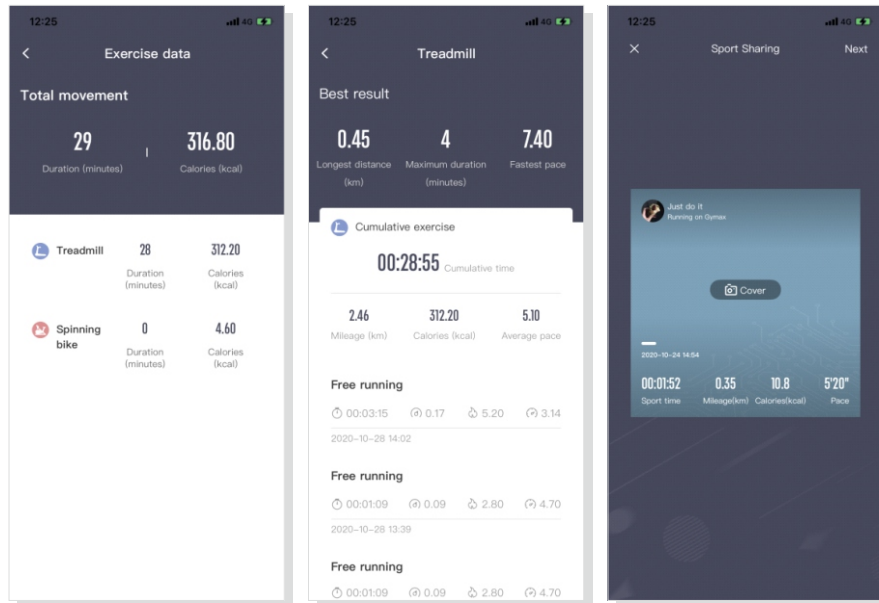 12:25
4G
Exercise data
Total movement
29
316.80
Duration (minutes)
Calories (kcal)
Treadmill
28
312.20
Duration
(minutes)
Calories
(kcal)
Spinning
bike
0
4.60
Duration
(minutes)
Calories
(kcal)
12:25
4G
Treadmill
Best result
0.45
4
7.40
Longest distance
(km)
Maximum duration
(minutes)
Fastest pace
Cumulative exercise
00:28:55 Cumulative time
2.46
312.20
5.10
Mileage (km)
Calories (kcal)
Average pace
Free running
00:03:15 0.17 5.20 3.14
2020-10-28 14:02
Free running
00:01:09 0.09 2.80 4.70
2020-10-28 13:39
Free running
00:01:09 0.09 2.80 4.70
12:25
4G
Sport Sharing
Next
Just do it
Running on Gymax
Cover
2020-10-24 14:54
00:01:52
0.35
10.8
5'20"
Sport time
Mileage(km)
Calories(kcal)
Pace